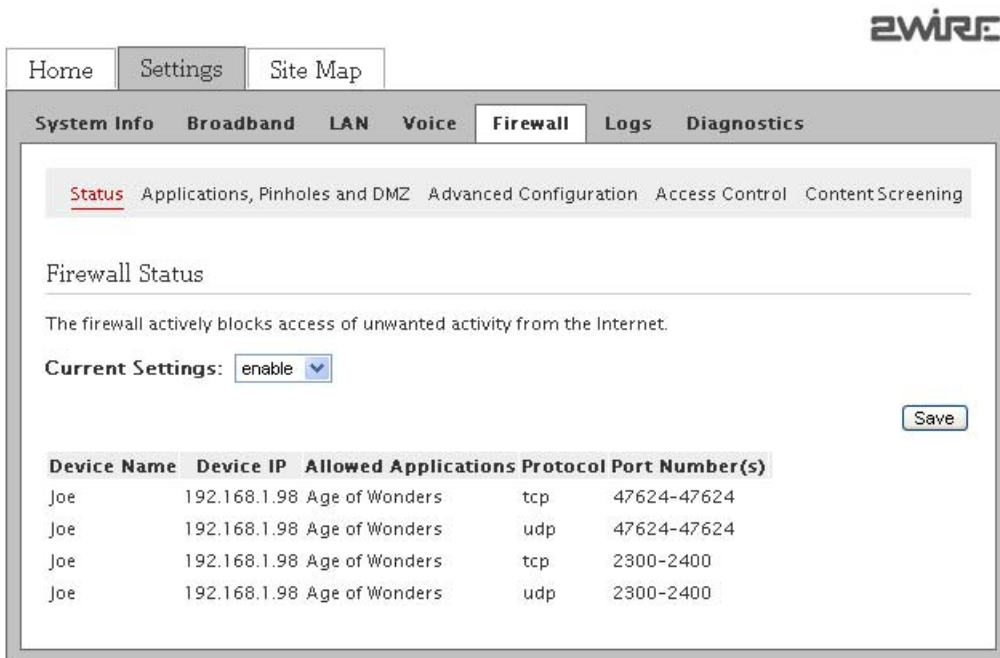 2WIRE
Home Settings Site Map
System Info Broadband LAN Voice Firewall Logs Diagnostics
Status Applications, Pinholes and DMZ Advanced Configuration Access Control Content Screening
Firewall Status
The firewall actively blocks access of unwanted activity from the Internet.
Current Settings: enable
Save
Device Name Device IP Allowed Applications Protocol Port Number(s)
Joe 192.168.1.98 Age of Wonders tcp 47624-47624
Joe 192.168.1.98 Age of Wonders udp 47624-47624
Joe 192.168.1.98 Age of Wonders tcp 2300-2400
Joe 192.168.1.98 Age of Wonders udp 2300-2400